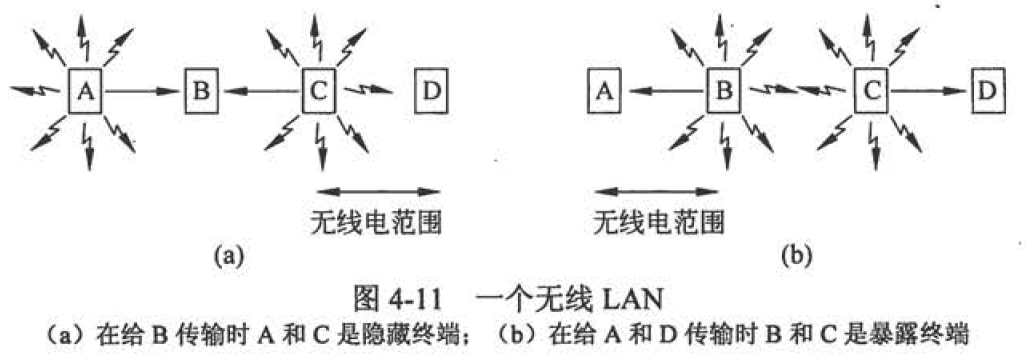 A B C D A B C D
无线电范围 无线电范围
(a) (b)
图 4-11 一个无线 LAN
（a）在给 B 传输时 A 和 C 是隐藏终端；（b）在给 A 和 D 传输时 B 和 C 是暴露终端